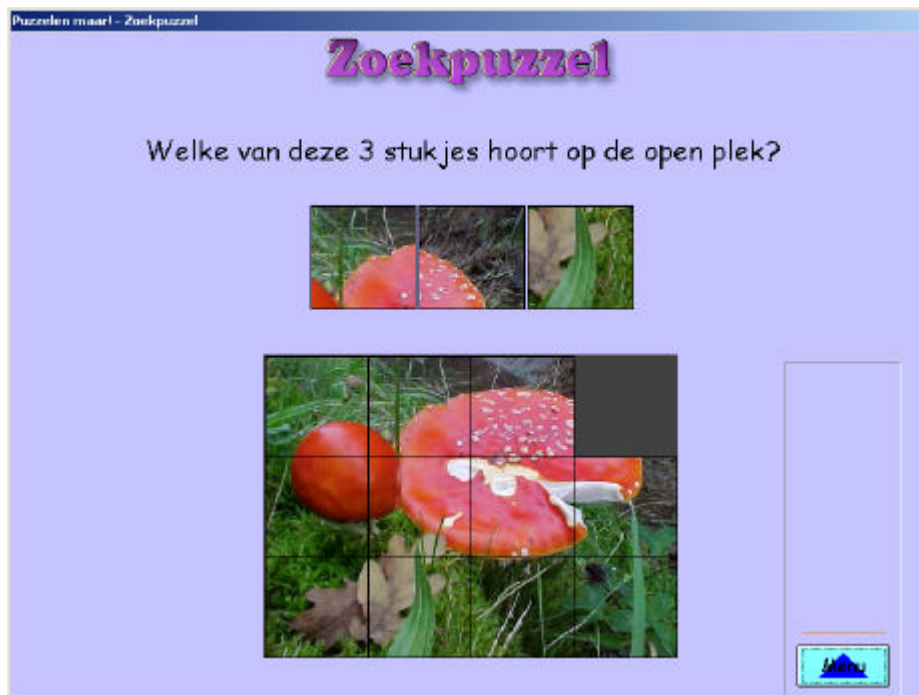 Puzzelen maar! - Zoekpuzzel
Zoekpuzzel
Welke van deze 3 stukjes hoort op de open plek?
Menu